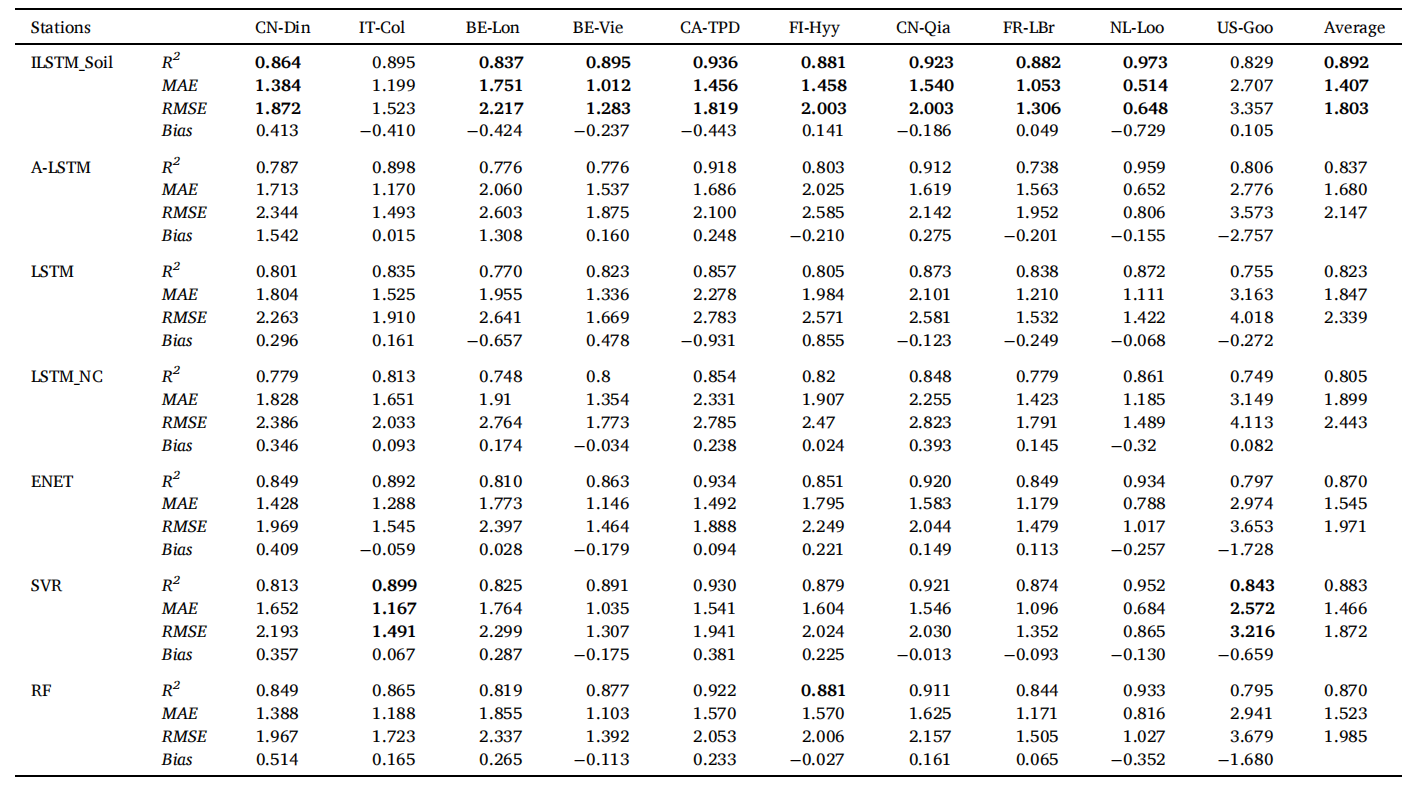 Stations CN-Din IT-Col BE-Lon BE-Vie CA-TPD FI-Hyy CN-Qia FR-LBr NL-Loo US-Goo Average
ILSTM_Soil R² 0.864 0.895 0.837 0.895 0.936 0.881 0.923 0.882 0.973 0.829 0.892
MAE 1.384 1.199 1.751 1.012 1.456 1.458 1.540 1.053 0.514 2.707 1.407
RMSE 1.872 1.523 2.217 1.283 1.819 2.003 2.003 1.306 0.648 3.357 1.803
Bias 0.413 −0.410 −0.424 −0.237 −0.443 0.141 −0.186 0.049 −0.729 0.105
A-LSTM R² 0.787 0.898 0.776 0.776 0.918 0.803 0.912 0.738 0.959 0.806 0.837
MAE 1.713 1.170 2.060 1.537 1.686 2.025 1.619 1.563 0.652 2.776 1.680
RMSE 2.344 1.493 2.603 1.875 2.100 2.585 2.142 1.952 0.806 3.573 2.147
Bias 1.542 0.015 1.308 0.160 0.248 −0.210 0.275 −0.201 −0.155 −2.757
LSTM R² 0.801 0.835 0.770 0.823 0.857 0.805 0.873 0.838 0.872 0.755 0.823
MAE 1.804 1.525 1.955 1.336 2.278 1.984 2.101 1.210 1.111 3.163 1.847
RMSE 2.263 1.910 2.641 1.669 2.783 2.571 2.581 1.532 1.422 4.018 2.339
Bias 0.296 0.161 −0.657 0.478 −0.931 0.855 −0.123 −0.249 −0.068 −0.272
LSTM_NC R² 0.779 0.813 0.748 0.8 0.854 0.82 0.848 0.779 0.861 0.749 0.805
MAE 1.828 1.651 1.91 1.354 2.331 1.907 2.255 1.423 1.185 3.149 1.899
RMSE 2.386 2.033 2.764 1.773 2.785 2.47 2.823 1.791 1.489 4.113 2.443
Bias 0.346 0.093 0.174 −0.034 0.238 0.024 0.393 0.145 −0.32 0.082
ENET R² 0.849 0.892 0.810 0.863 0.934 0.851 0.920 0.849 0.934 0.797 0.870
MAE 1.428 1.288 1.773 1.146 1.492 1.795 1.583 1.179 0.788 2.974 1.545
RMSE 1.969 1.545 2.397 1.464 1.888 2.249 2.044 1.479 1.017 3.653 1.971
Bias 0.409 −0.059 0.028 −0.179 0.094 0.221 0.149 0.113 −0.257 −1.728
SVR R² 0.813 0.899 0.825 0.891 0.930 0.879 0.921 0.874 0.952 0.843 0.883
MAE 1.652 1.167 1.764 1.035 1.541 1.604 1.546 1.096 0.684 2.572 1.466
RMSE 2.193 1.491 2.299 1.307 1.941 2.024 2.030 1.352 0.865 3.216 1.872
Bias 0.357 0.067 0.287 −0.175 0.381 0.225 −0.013 −0.093 −0.130 −0.659
RF R² 0.849 0.865 0.819 0.877 0.922 0.881 0.911 0.844 0.933 0.795 0.870
MAE 1.388 1.188 1.855 1.103 1.570 1.570 1.625 1.171 0.816 2.941 1.523
RMSE 1.967 1.723 2.337 1.392 2.053 2.006 2.157 1.505 1.027 3.679 1.985
Bias 0.514 0.165 0.265 −0.113 0.233 −0.027 0.161 0.065 −0.352 −1.680